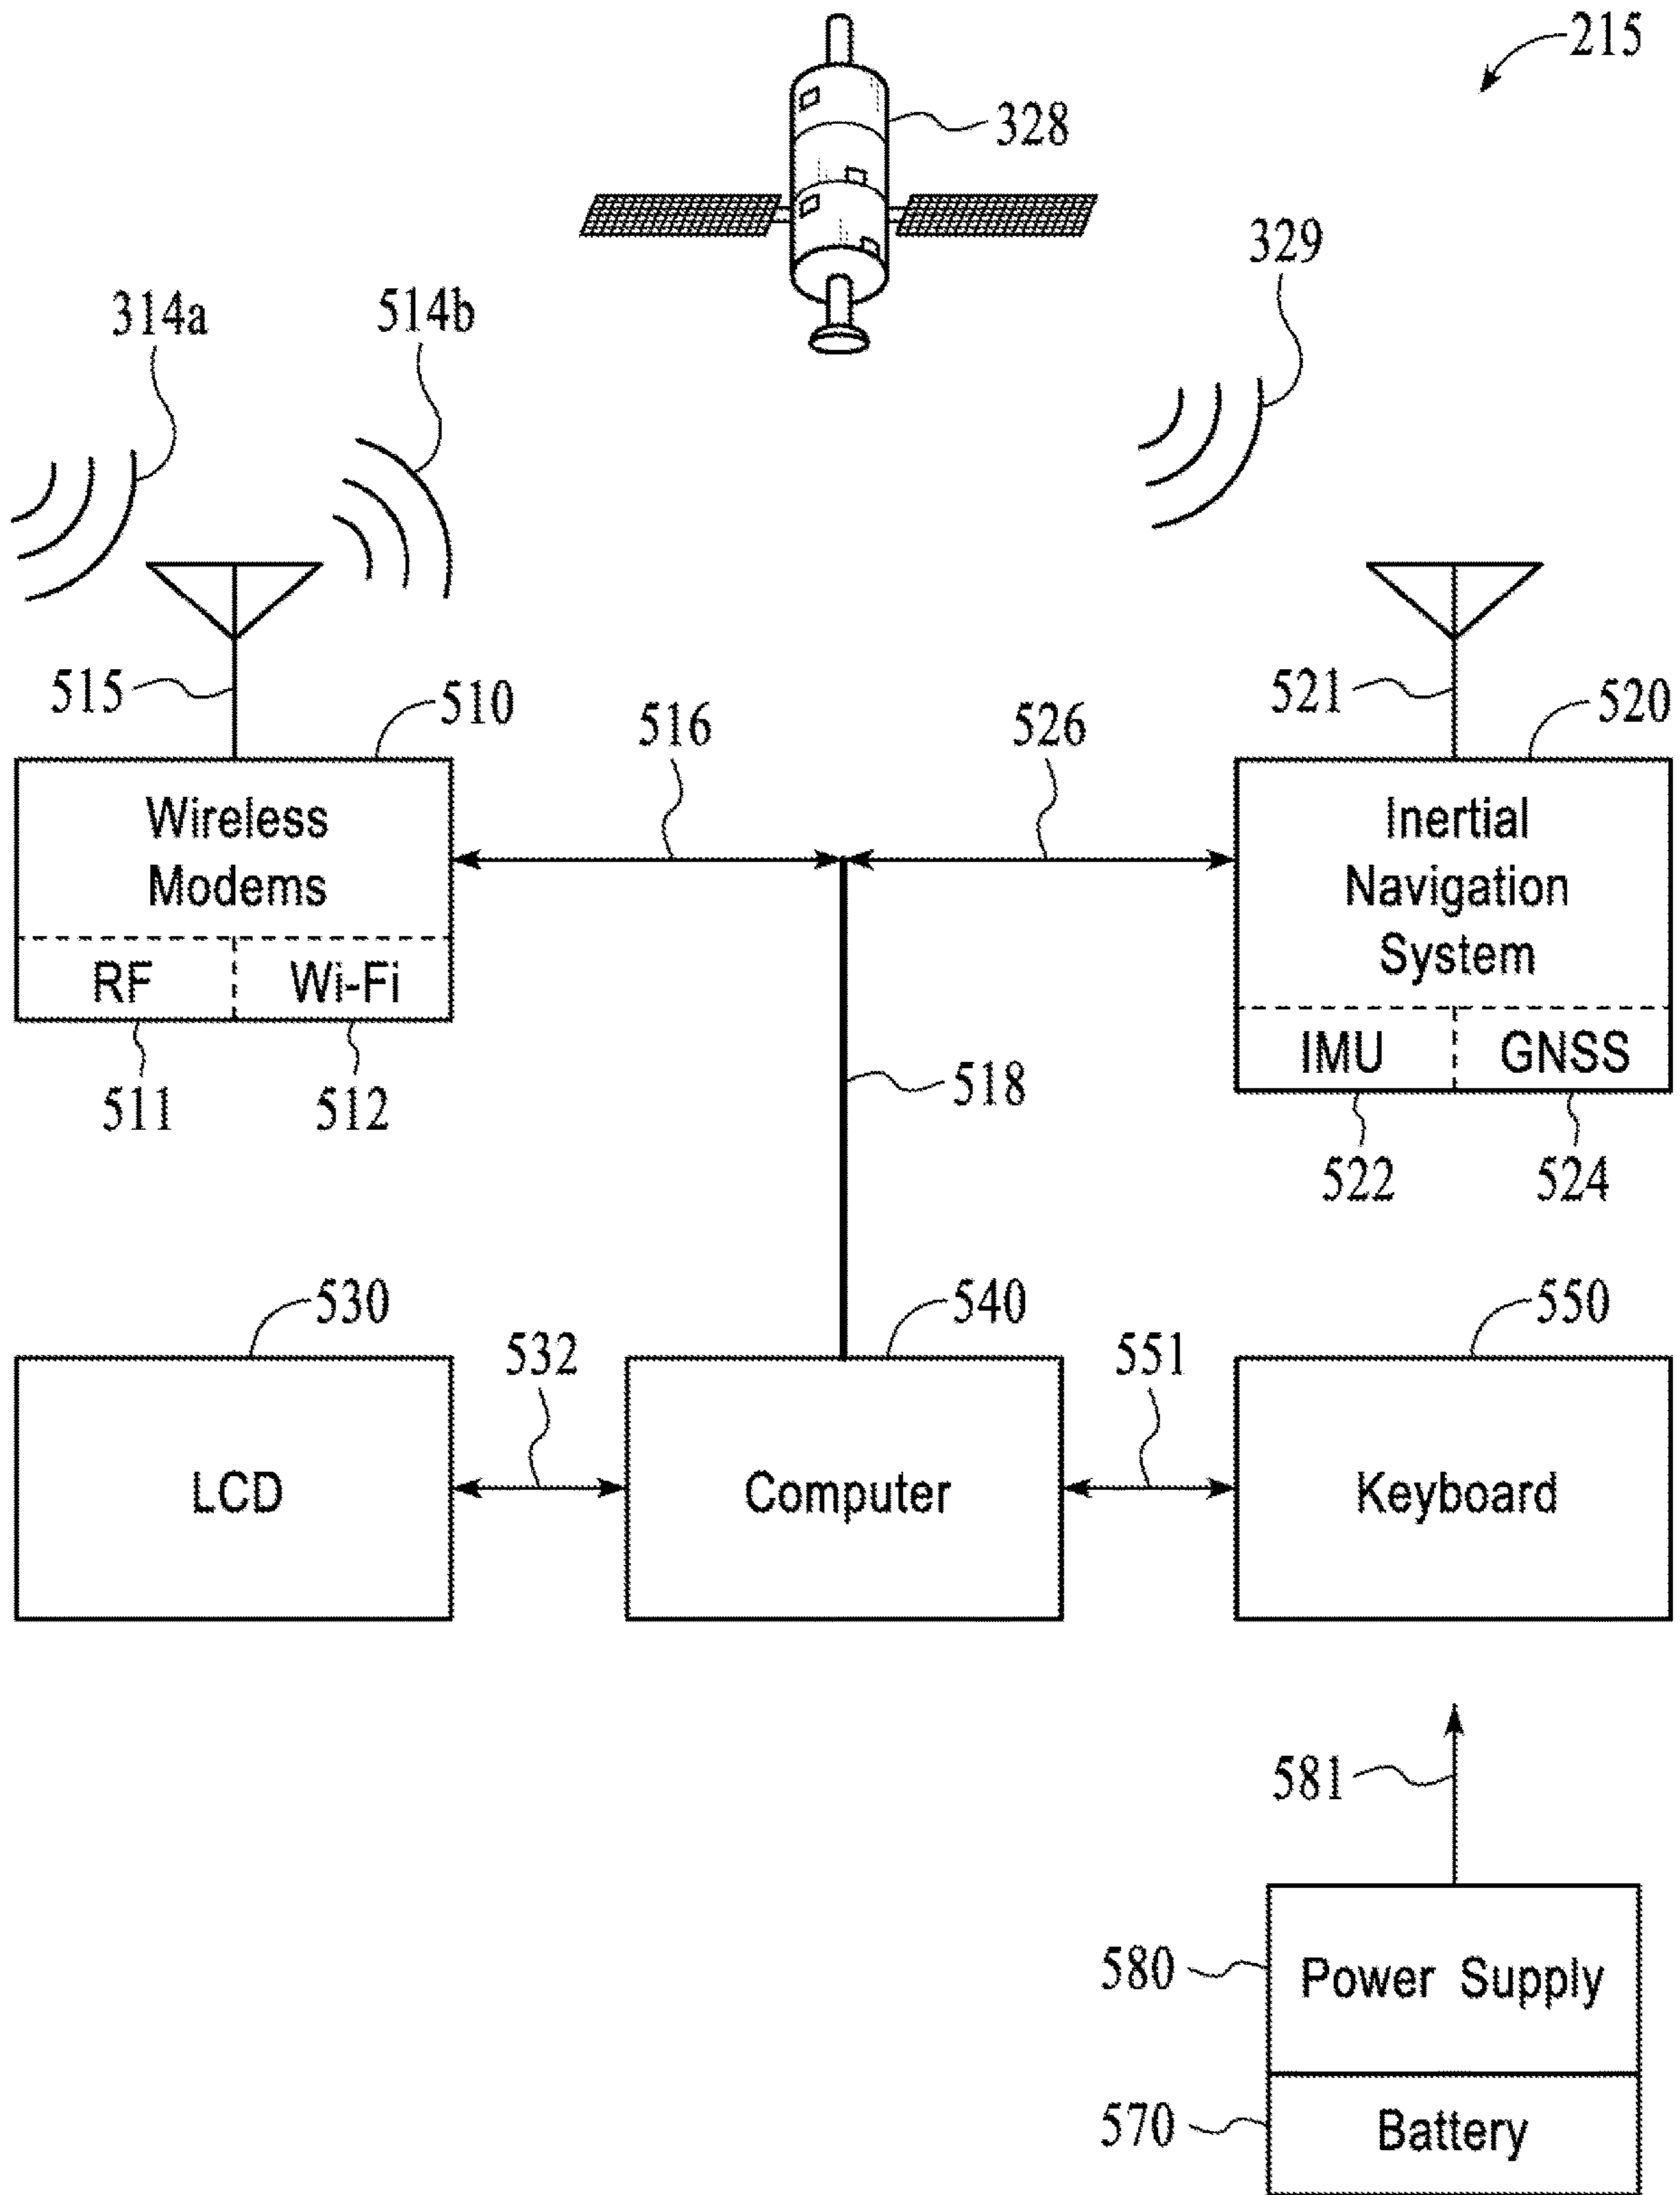 215
328
329
314a
514b
515
510
516
526
521
520
Wireless
Modems
Inertial
Navigation
System
RF
Wi-Fi
IMU
GNSS
511
512
518
522
524
530
532
540
551
550
LCD
Computer
Keyboard
581
580
Power Supply
570
Battery